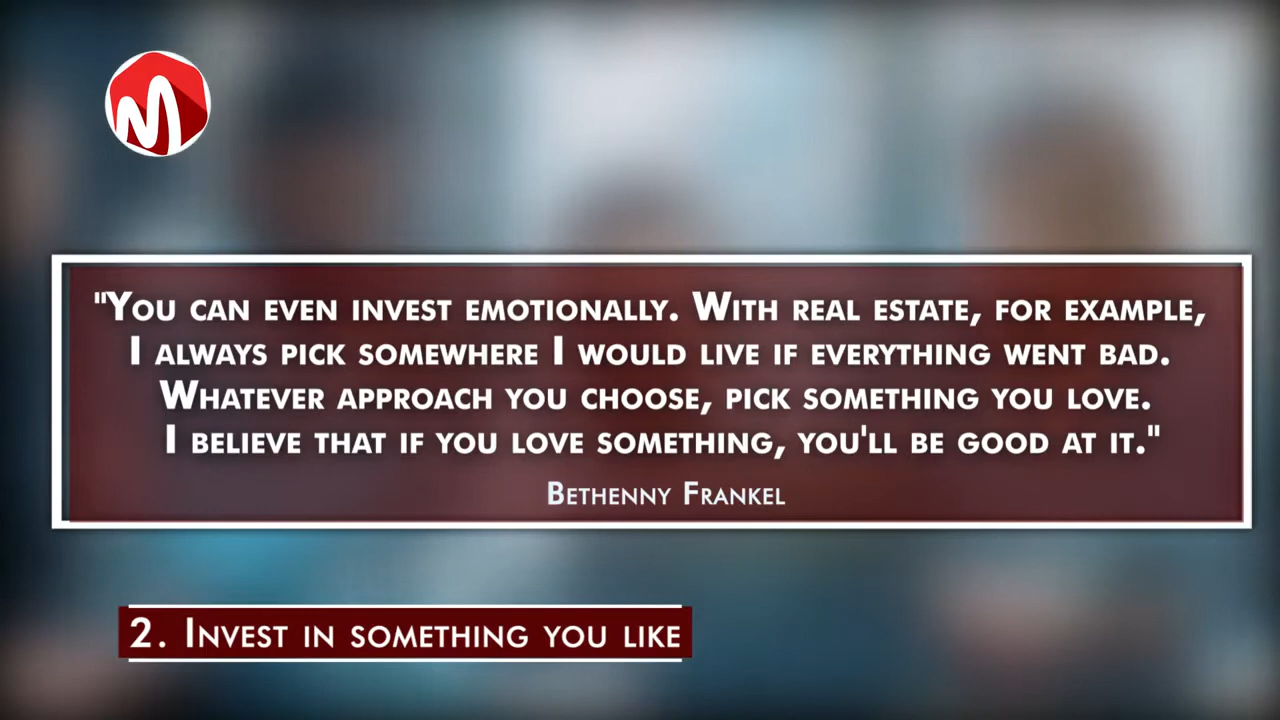 "You can even invest emotionally. With real estate, for example,
I always pick somewhere I would live if everything went bad.
Whatever approach you choose, pick something you love.
I believe that if you love something, you'll be good at it."
Bethenny Frankel
2. Invest in something you like